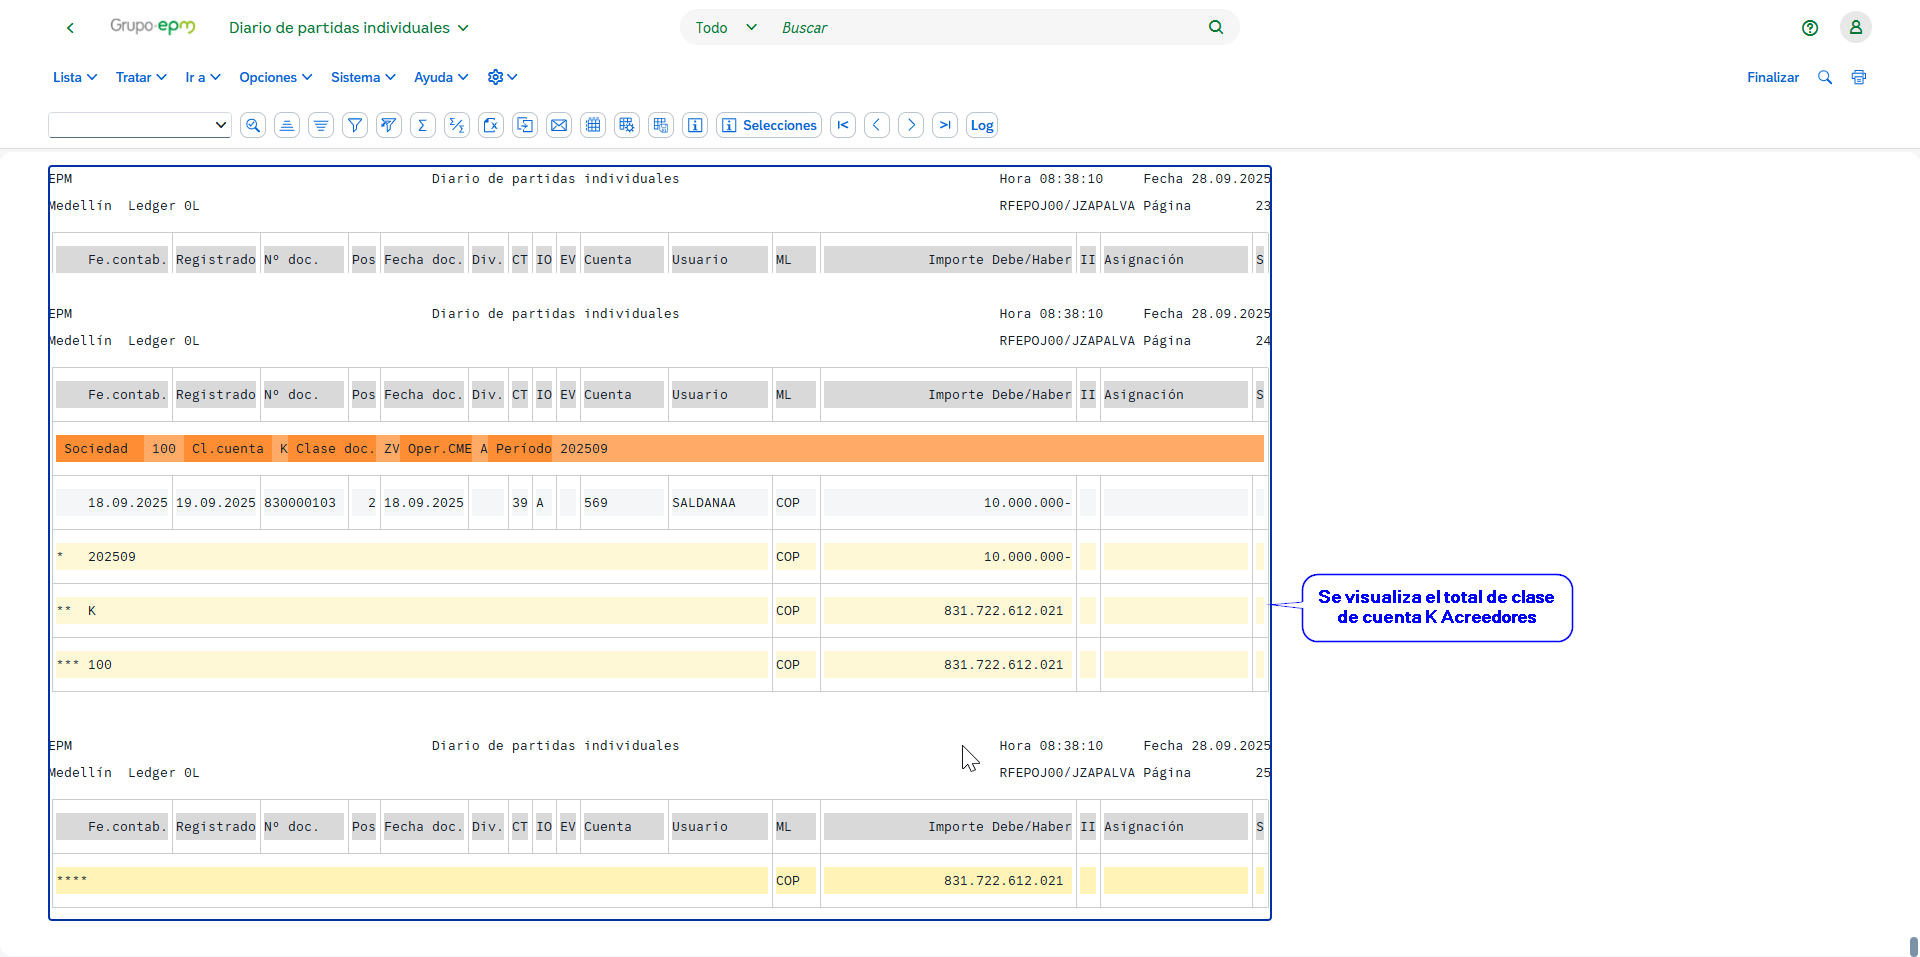 Grupo·epm Diario de partidas individuales Todo Buscar
Lista Tratar Ir a Opciones Sistema Ayuda Finalizar
Selecciones Log
EPM Diario de partidas individuales Hora 08:38:10 Fecha 28.09.2025
Medellín Ledger 0L RFEPOJ00/JZAPALVA Página 23
Fe.contab. Registrado Nº doc. Pos Fecha doc. Div. CT IO EV Cuenta Usuario ML Importe Debe/Haber II Asignación S
EPM Diario de partidas individuales Hora 08:38:10 Fecha 28.09.2025
Medellín Ledger 0L RFEPOJ00/JZAPALVA Página 24
Fe.contab. Registrado Nº doc. Pos Fecha doc. Div. CT IO EV Cuenta Usuario ML Importe Debe/Haber II Asignación S
Sociedad 100 Cl.cuenta K Clase doc. ZV Oper.CME A Período 202509
18.09.2025 19.09.2025 830000103 2 18.09.2025 39 A 569 SALDANAA COP 10.000.000-
* 202509 COP 10.000.000-
** K COP 831.722.612.021
*** 100 COP 831.722.612.021
Se visualiza el total de clase
de cuenta K Acreedores
EPM Diario de partidas individuales Hora 08:38:10 Fecha 28.09.2025
Medellín Ledger 0L RFEPOJ00/JZAPALVA Página 25
Fe.contab. Registrado Nº doc. Pos Fecha doc. Div. CT IO EV Cuenta Usuario ML Importe Debe/Haber II Asignación S
**** COP 831.722.612.021